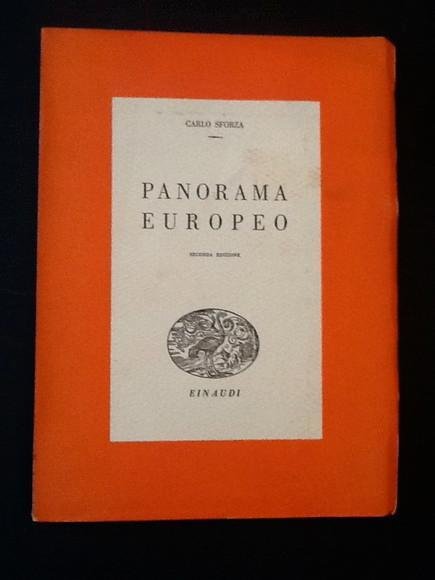 CARLO SFORZA
PANORAMA
EUROPEO
SECONDA EDIZIONE
EINAUDI